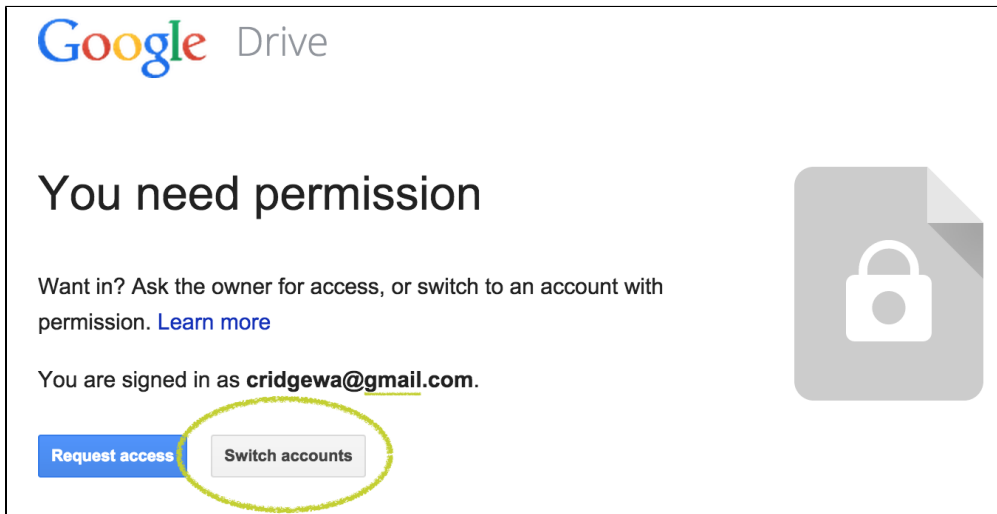 Google Drive
You need permission
Want in? Ask the owner for access, or switch to an account with
permission. Learn more
You are signed in as cridgewa@gmail.com.
Request access Switch accounts